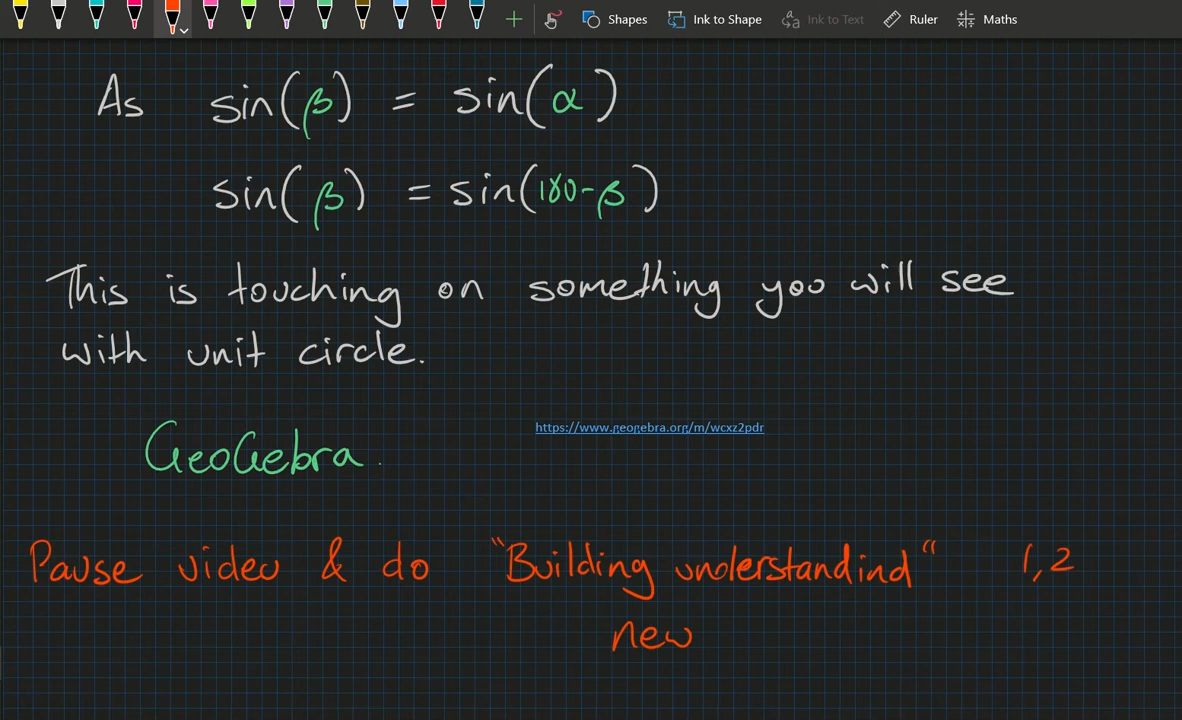 Shapes Ink to Shape Ink to Text Ruler Maths
As sin(β) = sin(α)
sin(β) = sin(180-β)
This is touching on something you will see
with unit circle.
https://www.geogebra.org/m/wcxz2pdr
GeoGebra.
Pause video & do "Building understandind" 1,2
new